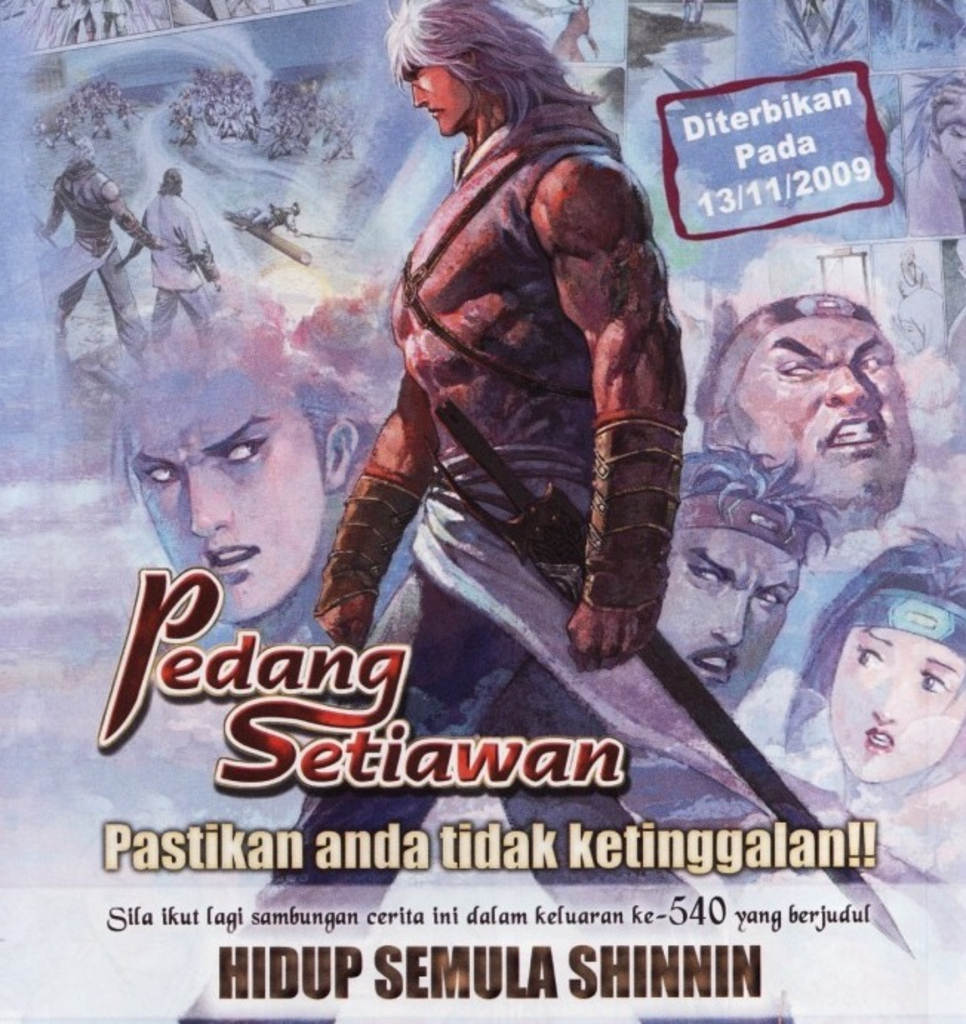 Diterbikan
Pada
13/11/2009
Pedang
Setiawan
Pastikan anda tidak ketinggalan!!
Sila ikut lagi sambungan cerita ini dalam keluaran ke-540 yang berjudul
HIDUP SEMULA SHINNIN